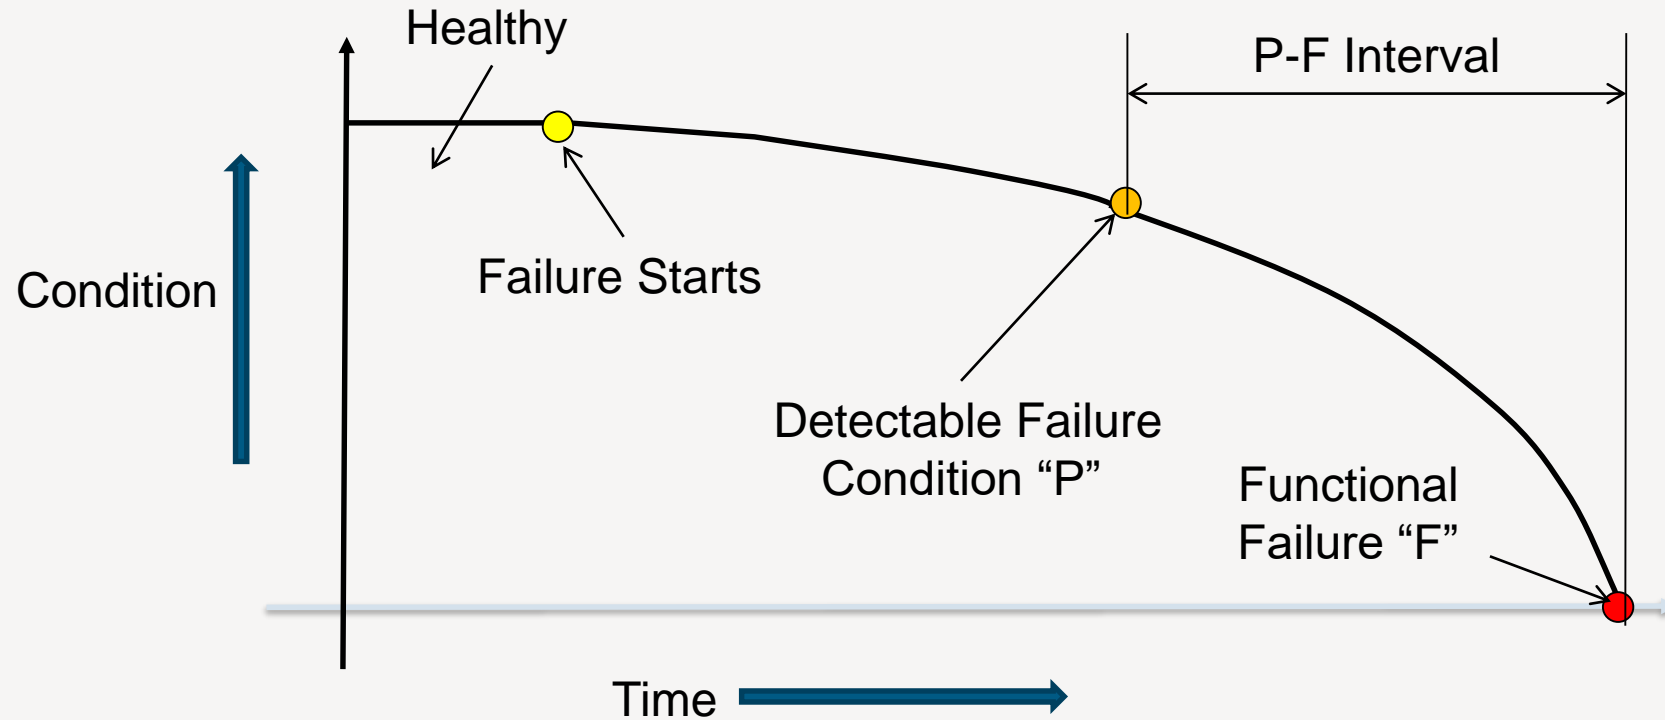 Healthy
P-F Interval
Failure Starts
Condition
Detectable Failure
Condition “P”
Functional
Failure “F”
Time